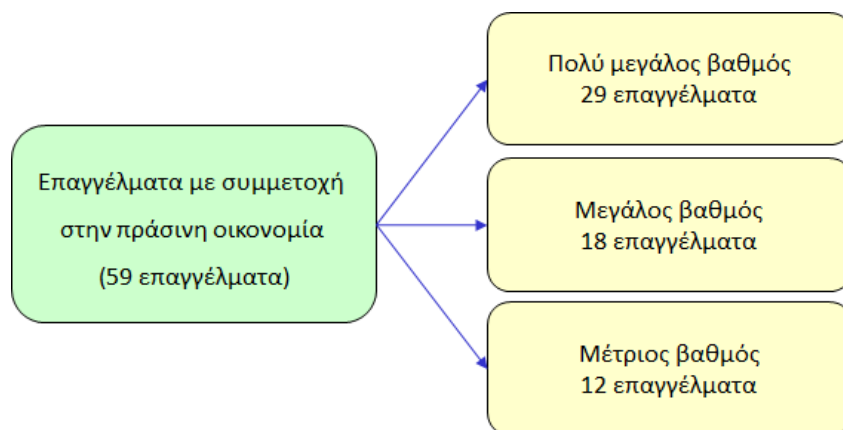 Επαγγέλματα με συμμετοχή
στην πράσινη οικονομία
(59 επαγγέλματα)
Πολύ μεγάλος βαθμός
29 επαγγέλματα
Μεγάλος βαθμός
18 επαγγέλματα
Μέτριος βαθμός
12 επαγγέλματα